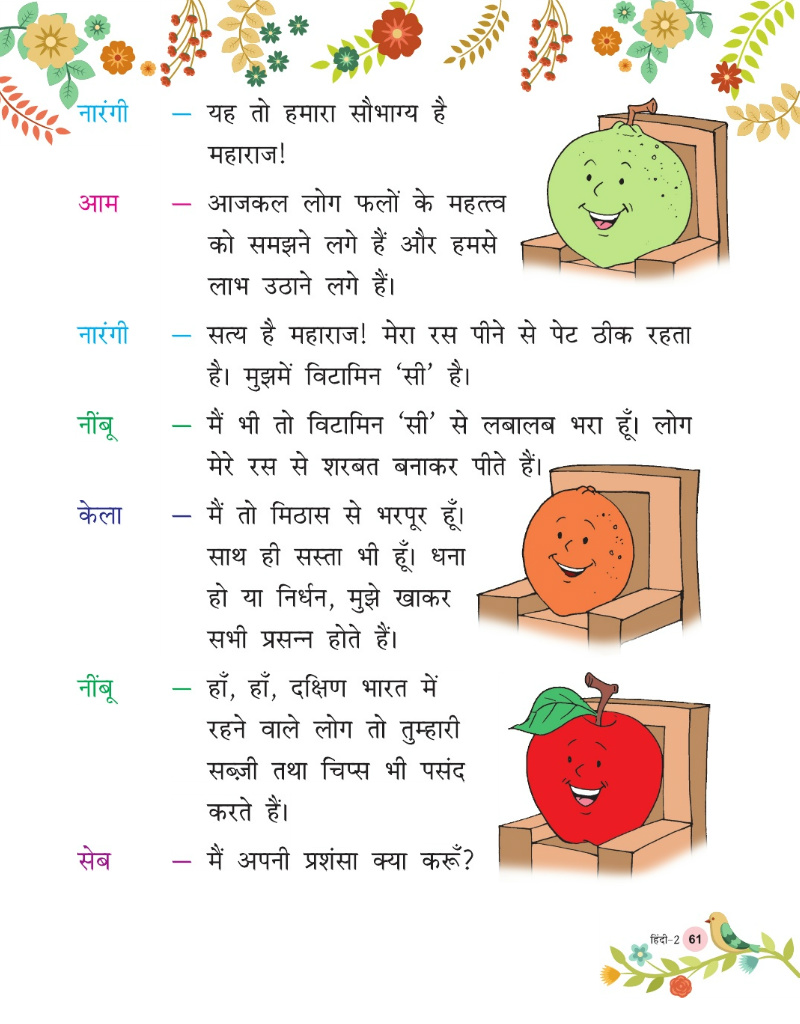 नारंगी — यह तो हमारा सौभाग्य है
महाराज!
आम — आजकल लोग फलों के महत्त्व
को समझने लगे हैं और हमसे
लाभ उठाने लगे हैं।
नारंगी — सत्य है महाराज! मेरा रस पीने से पेट ठीक रहता
है। मुझमें विटामिन ‘सी’ है।
नींबू — मैं भी तो विटामिन ‘सी’ से लबालब भरा हूँ। लोग
मेरे रस से शरबत बनाकर पीते हैं।
केला — मैं तो मिठास से भरपूर हूँ।
साथ ही सस्ता भी हूँ। धना
हो या निर्धन, मुझे खाकर
सभी प्रसन्न होते हैं।
नींबू — हाँ, हाँ, दक्षिण भारत में
रहने वाले लोग तो तुम्हारी
सब्ज़ी तथा चिप्स भी पसंद
करते हैं।
सेब — मैं अपनी प्रशंसा क्या करूँ?
हिंदी-2 61